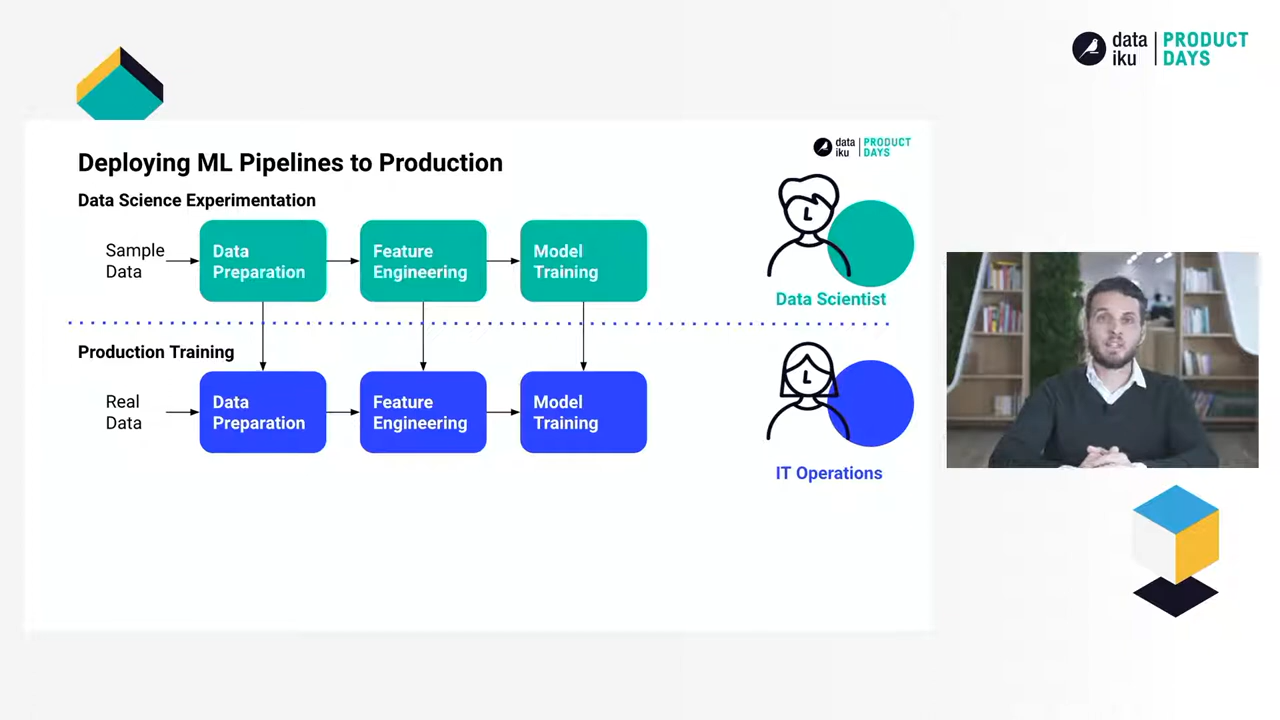 data
iku
PRODUCT
DAYS
Deploying ML Pipelines to Production
data
iku
PRODUCT
DAYS
Data Science Experimentation
Sample
Data
Data
Preparation
Feature
Engineering
Model
Training
Data Scientist
Production Training
Real
Data
Data
Preparation
Feature
Engineering
Model
Training
IT Operations